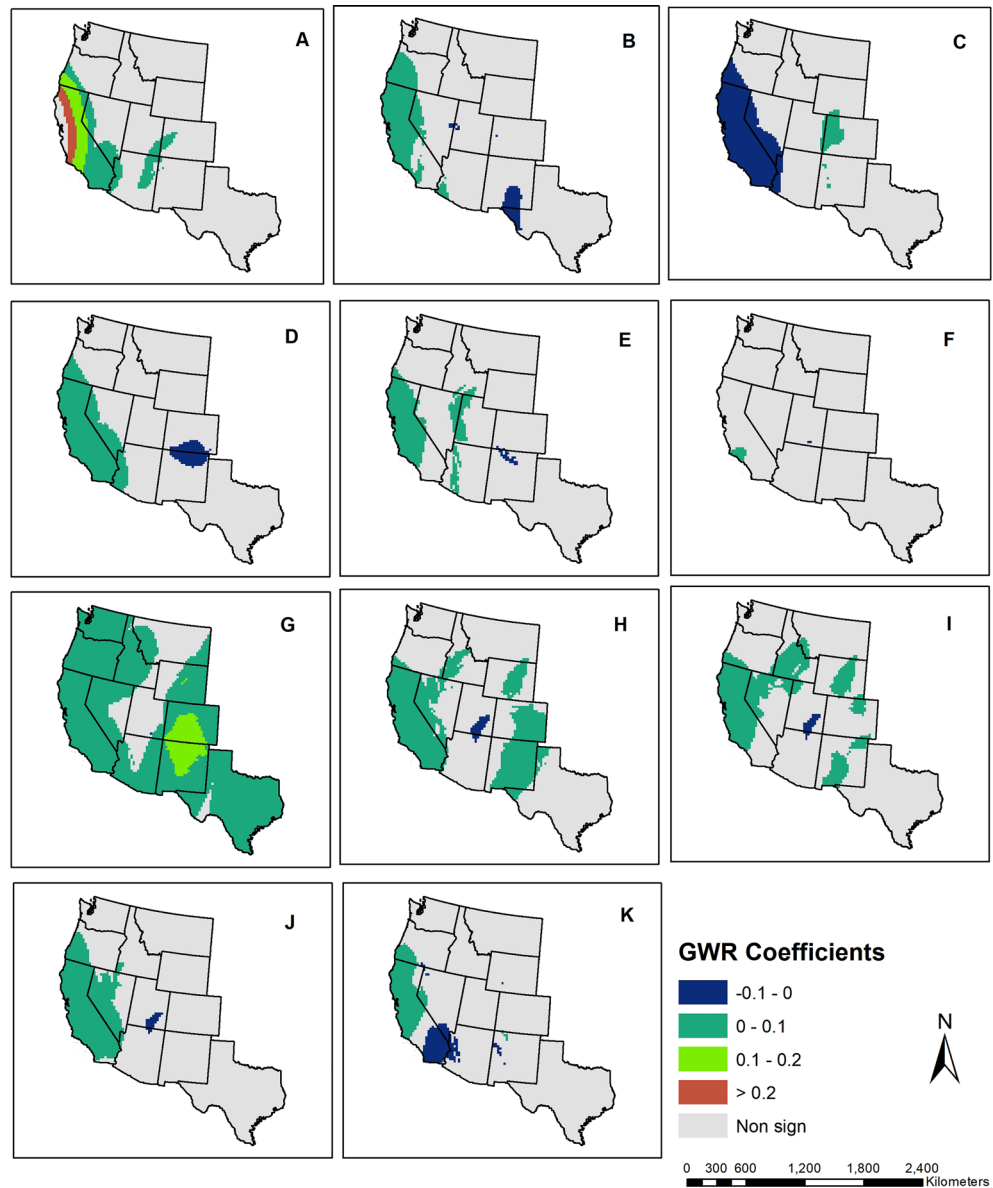 A
B
C
D
E
F
G
H
I
J
K
GWR Coefficients
-0.1 - 0
0 - 0.1
0.1 - 0.2
> 0.2
Non sign
N
0 300 600 1,200 1,800 2,400
Kilometers